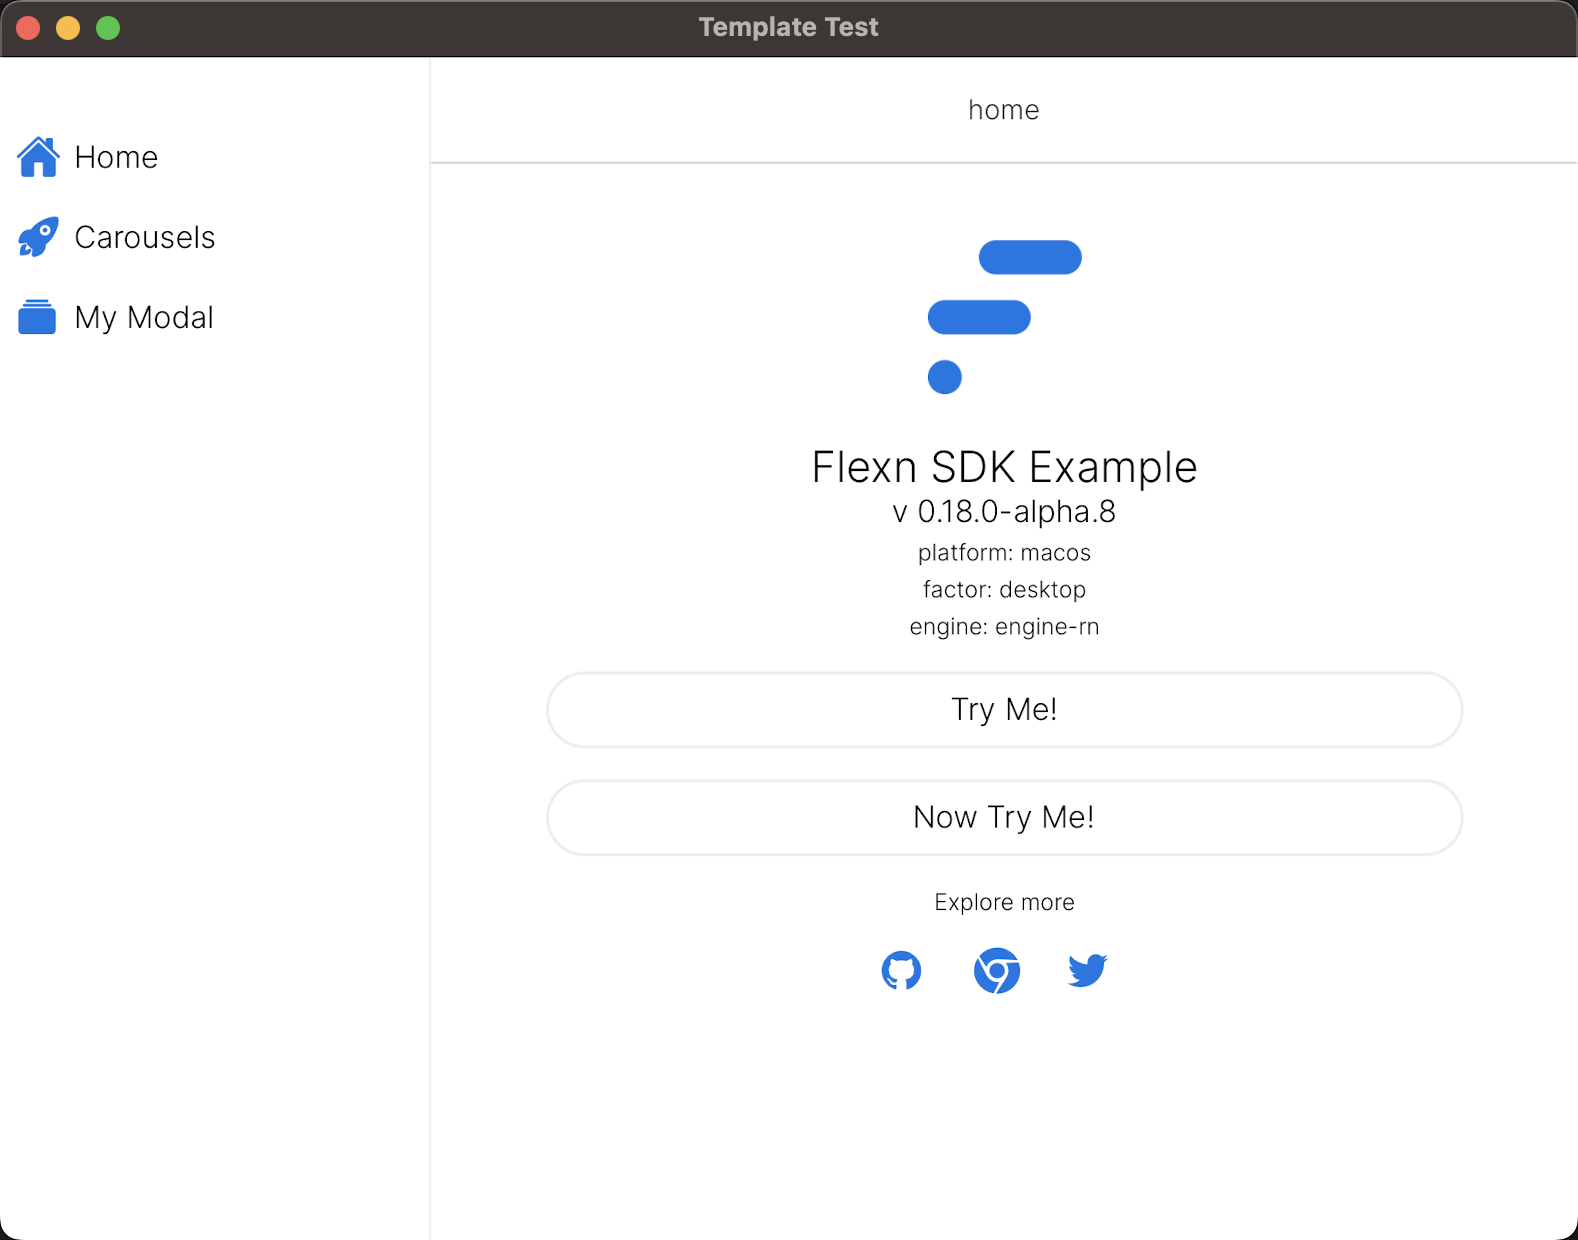 Template Test
Home
Carousels
My Modal
home
Flexn SDK Example
v 0.18.0-alpha.8
platform: macos
factor: desktop
engine: engine-rn
Try Me!
Now Try Me!
Explore more